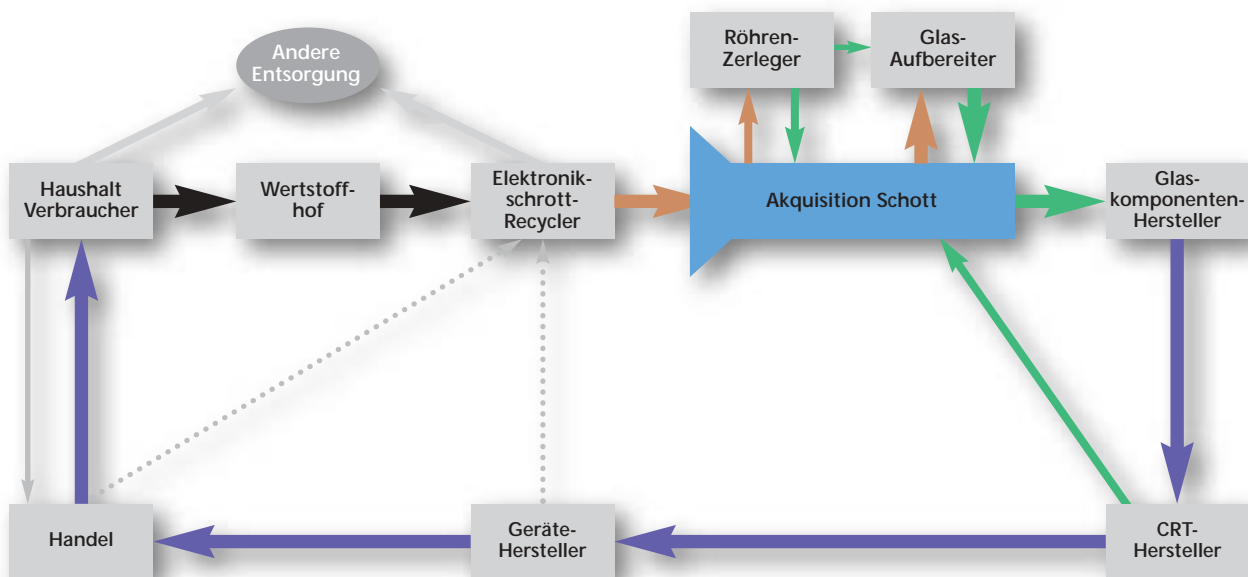 Röhren-
Zerleger
Glas-
Aufbereiter
Andere
Entsorgung
Haushalt
Verbraucher
Wertstoff-
hof
Elektronik-
schrott-
Recycler
Akquisition Schott
Glas-
komponenten-
Hersteller
Handel
Geräte-
Hersteller
CRT-
Hersteller